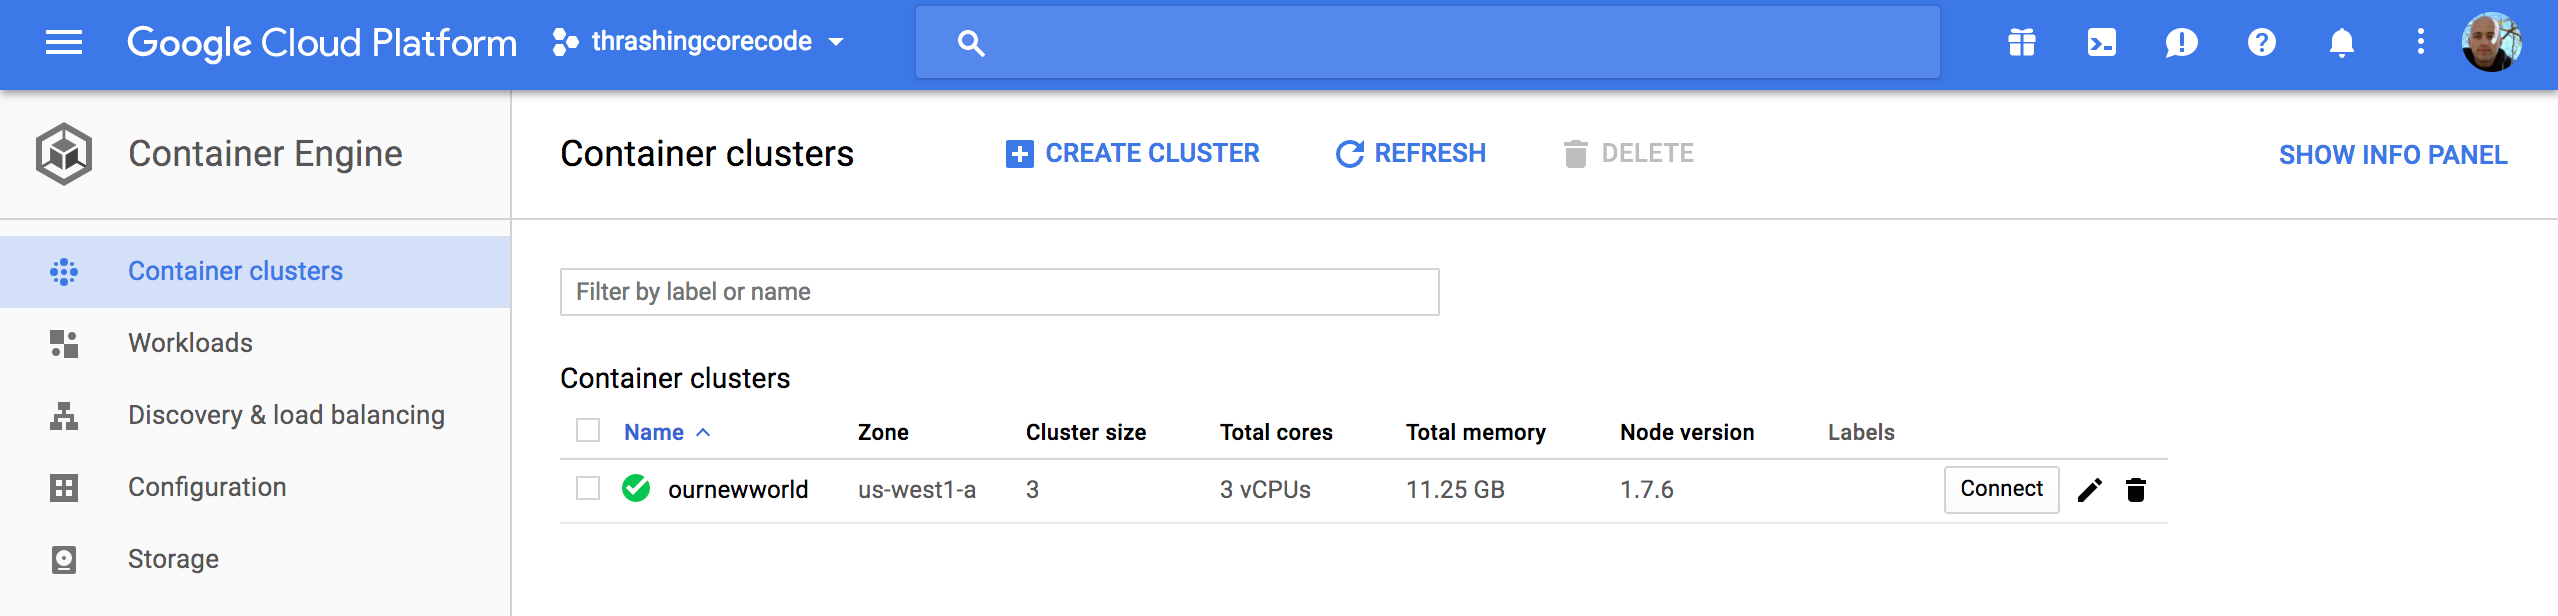 Google Cloud Platform thrashingcorecode
Container Engine
Container clusters CREATE CLUSTER REFRESH DELETE SHOW INFO PANEL
Container clusters
Workloads
Discovery & load balancing
Configuration
Storage
Filter by label or name
Container clusters
Name Zone Cluster size Total cores Total memory Node version Labels
ournewworld us-west1-a 3 3 vCPUs 11.25 GB 1.7.6 Connect